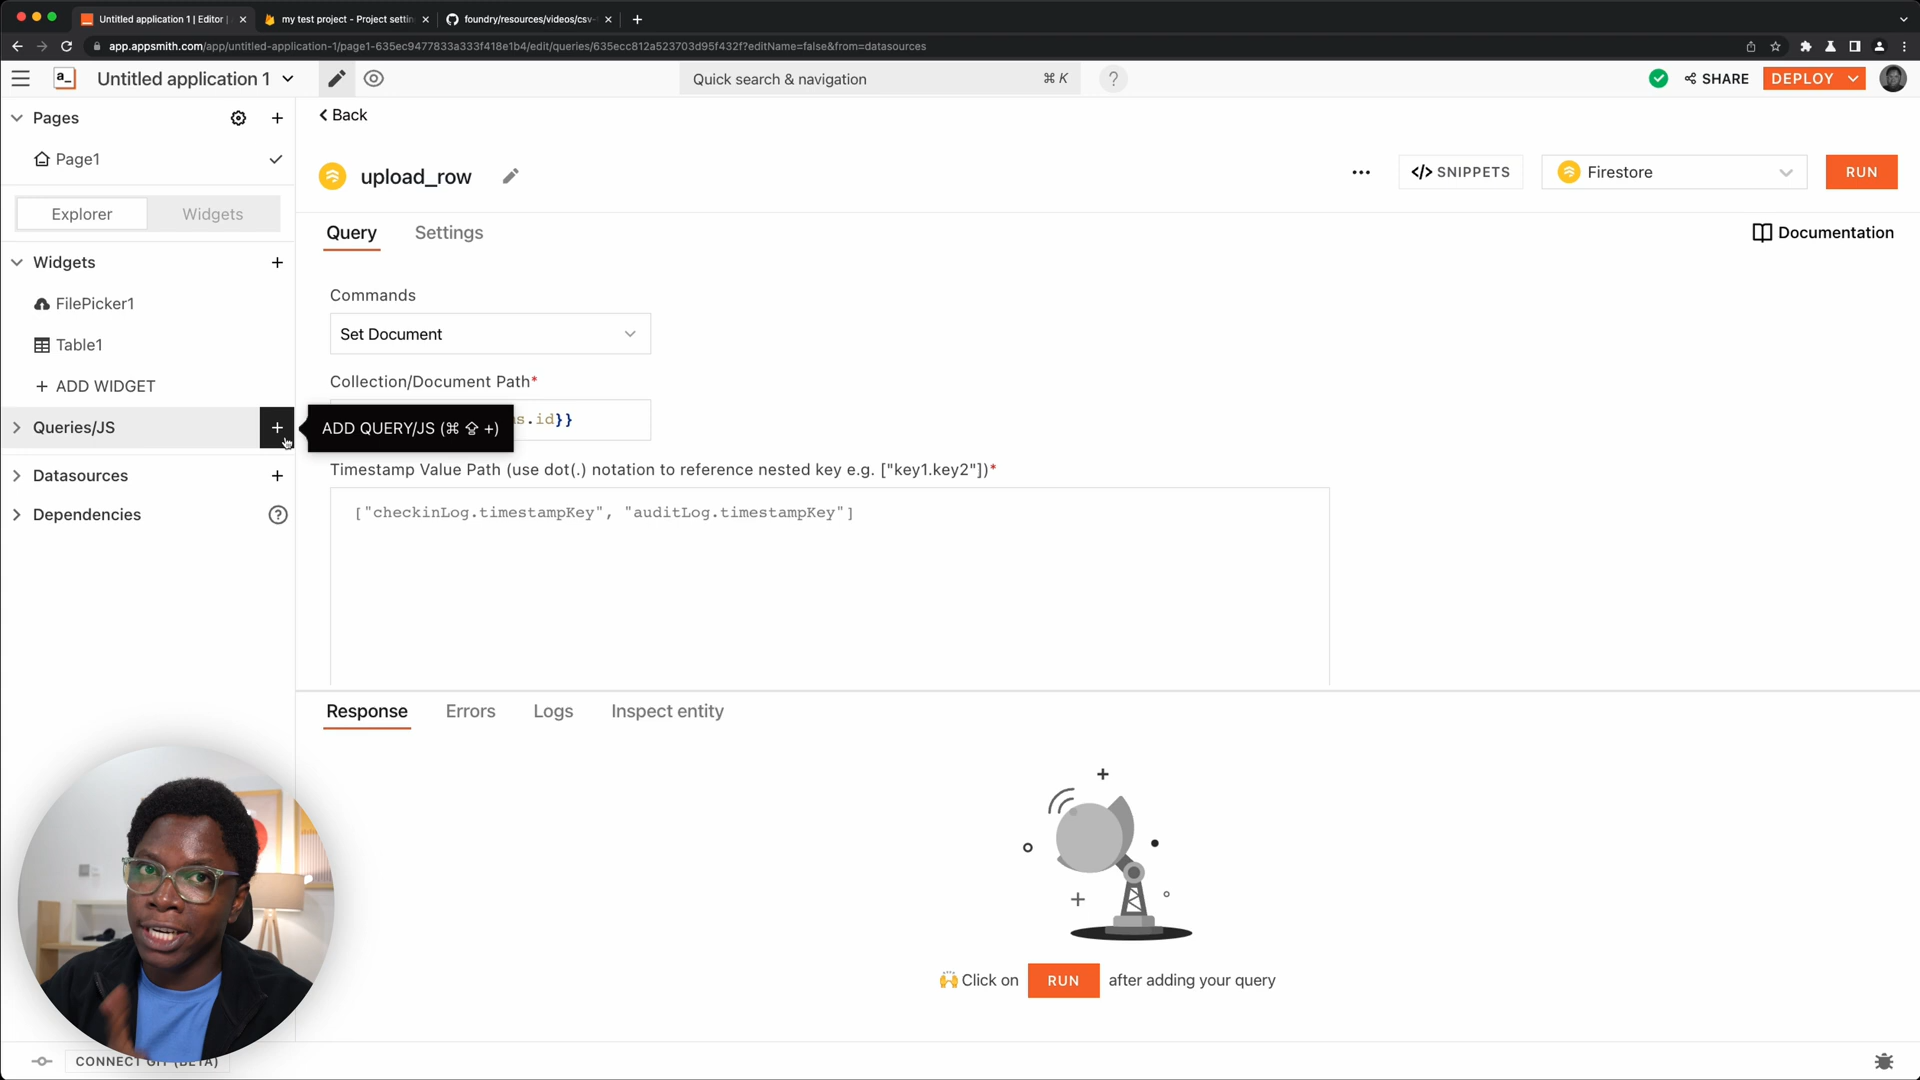 Untitled application 1 | Editor |
my test project - Project settin
foundry/resources/videos/csv-
app.appsmith.com/app/untitled-application-1/page1-635ec9477833a333f418e1b4/edit/queries/635ecc812a523703d95f432f?editName=false&from=datasources
a_
Untitled application 1
Quick search & navigation
⌘ K
?
SHARE
DEPLOY
Pages
Page1
Explorer
Widgets
Widgets
FilePicker1
Table1
+ ADD WIDGET
Queries/JS
ADD QUERY/JS (⌘ ⇧ +)
Datasources
Dependencies
?
CONNECT GIT (BETA)
Back
upload_row
</> SNIPPETS
Firestore
RUN
Query
Settings
Documentation
Commands
Set Document
Collection/Document Path*
s.id}}
Timestamp Value Path (use dot(.) notation to reference nested key e.g. ["key1.key2"])*
["checkinLog.timestampKey", "auditLog.timestampKey"]
Response
Errors
Logs
Inspect entity
🙌 Click on RUN after adding your query